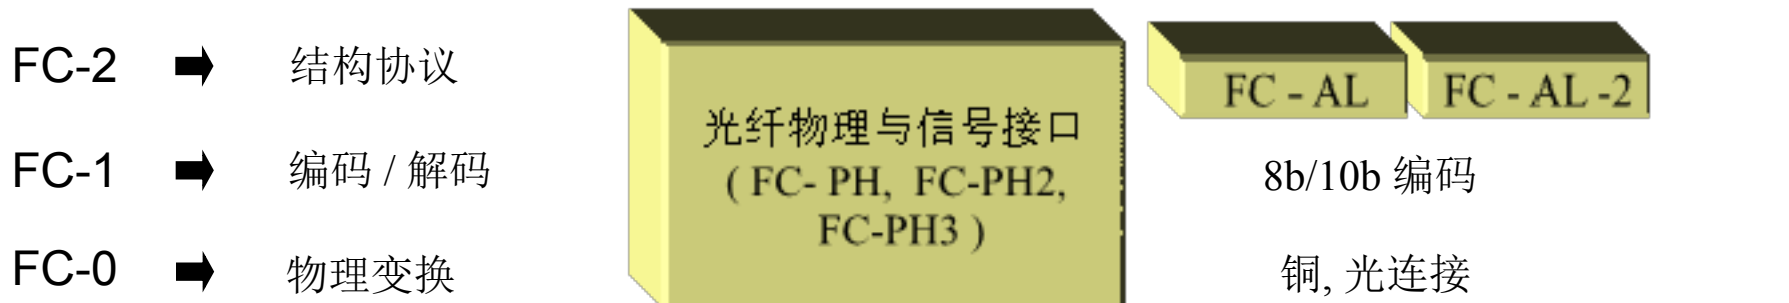 FC-2 ➡ 结构协议
FC-1 ➡ 编码 / 解码
FC-0 ➡ 物理变换
光纤物理与信号接口
( FC- PH, FC-PH2,
FC-PH3 )
FC - AL
FC - AL -2
8b/10b 编码
铜, 光连接